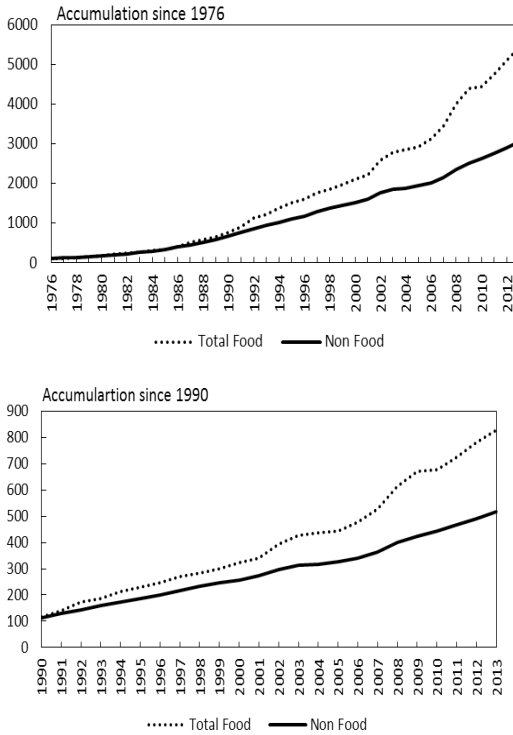 Accumulation since 1976
6000
5000
4000
3000
2000
1000
0
1976 1978 1980 1982 1984 1986 1988 1990 1992 1994 1996 1998 2000 2002 2004 2006 2008 2010 2012
Total Food Non Food
Accumulartion since 1990
900
800
700
600
500
400
300
200
100
0
1990 1991 1992 1993 1994 1995 1996 1997 1998 1999 2000 2001 2002 2003 2004 2005 2006 2007 2008 2009 2010 2011 2012 2013
Total Food Non Food